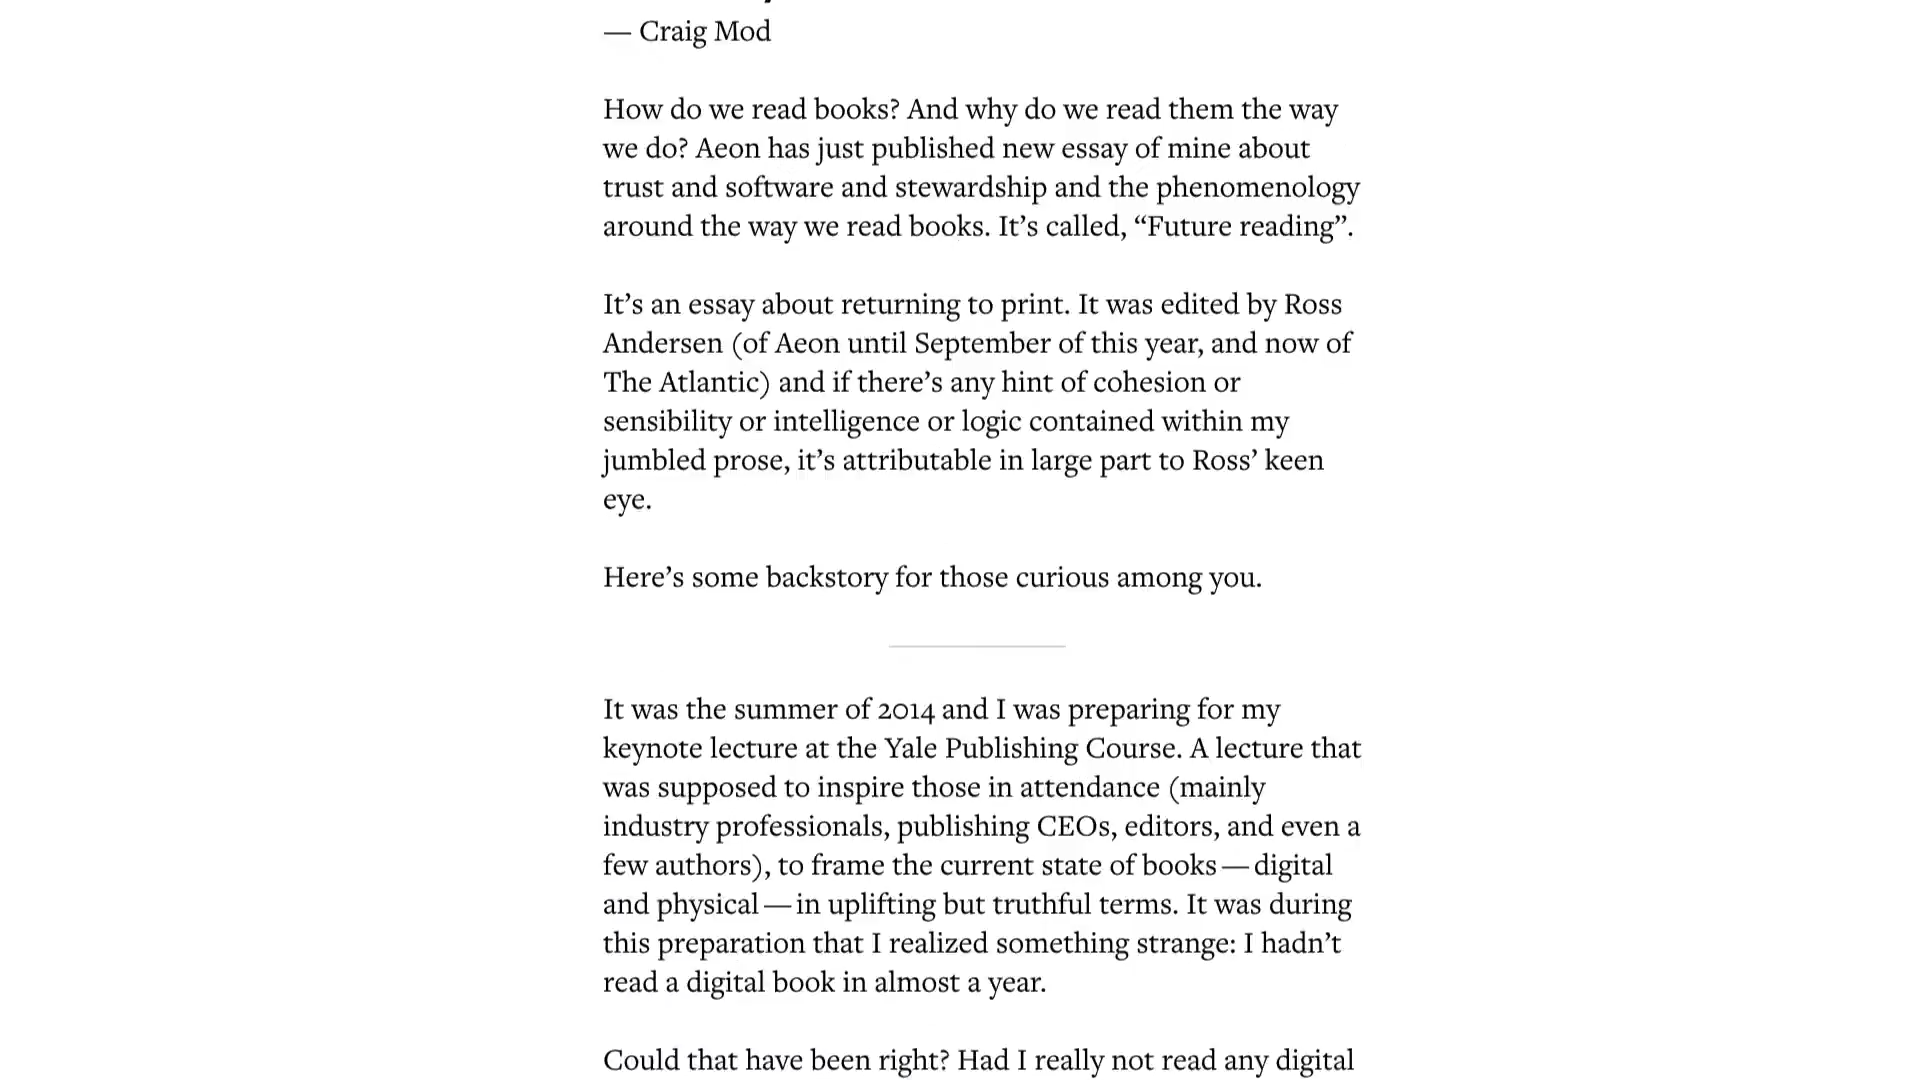 — Craig Mod
How do we read books? And why do we read them the way
we do? Aeon has just published new essay of mine about
trust and software and stewardship and the phenomenology
around the way we read books. It’s called, “Future reading”.
It’s an essay about returning to print. It was edited by Ross
Andersen (of Aeon until September of this year, and now of
The Atlantic) and if there’s any hint of cohesion or
sensibility or intelligence or logic contained within my
jumbled prose, it’s attributable in large part to Ross’ keen
eye.
Here’s some backstory for those curious among you.
It was the summer of 2014 and I was preparing for my
keynote lecture at the Yale Publishing Course. A lecture that
was supposed to inspire those in attendance (mainly
industry professionals, publishing CEOs, editors, and even a
few authors), to frame the current state of books — digital
and physical — in uplifting but truthful terms. It was during
this preparation that I realized something strange: I hadn’t
read a digital book in almost a year.
Could that have been right? Had I really not read any digital